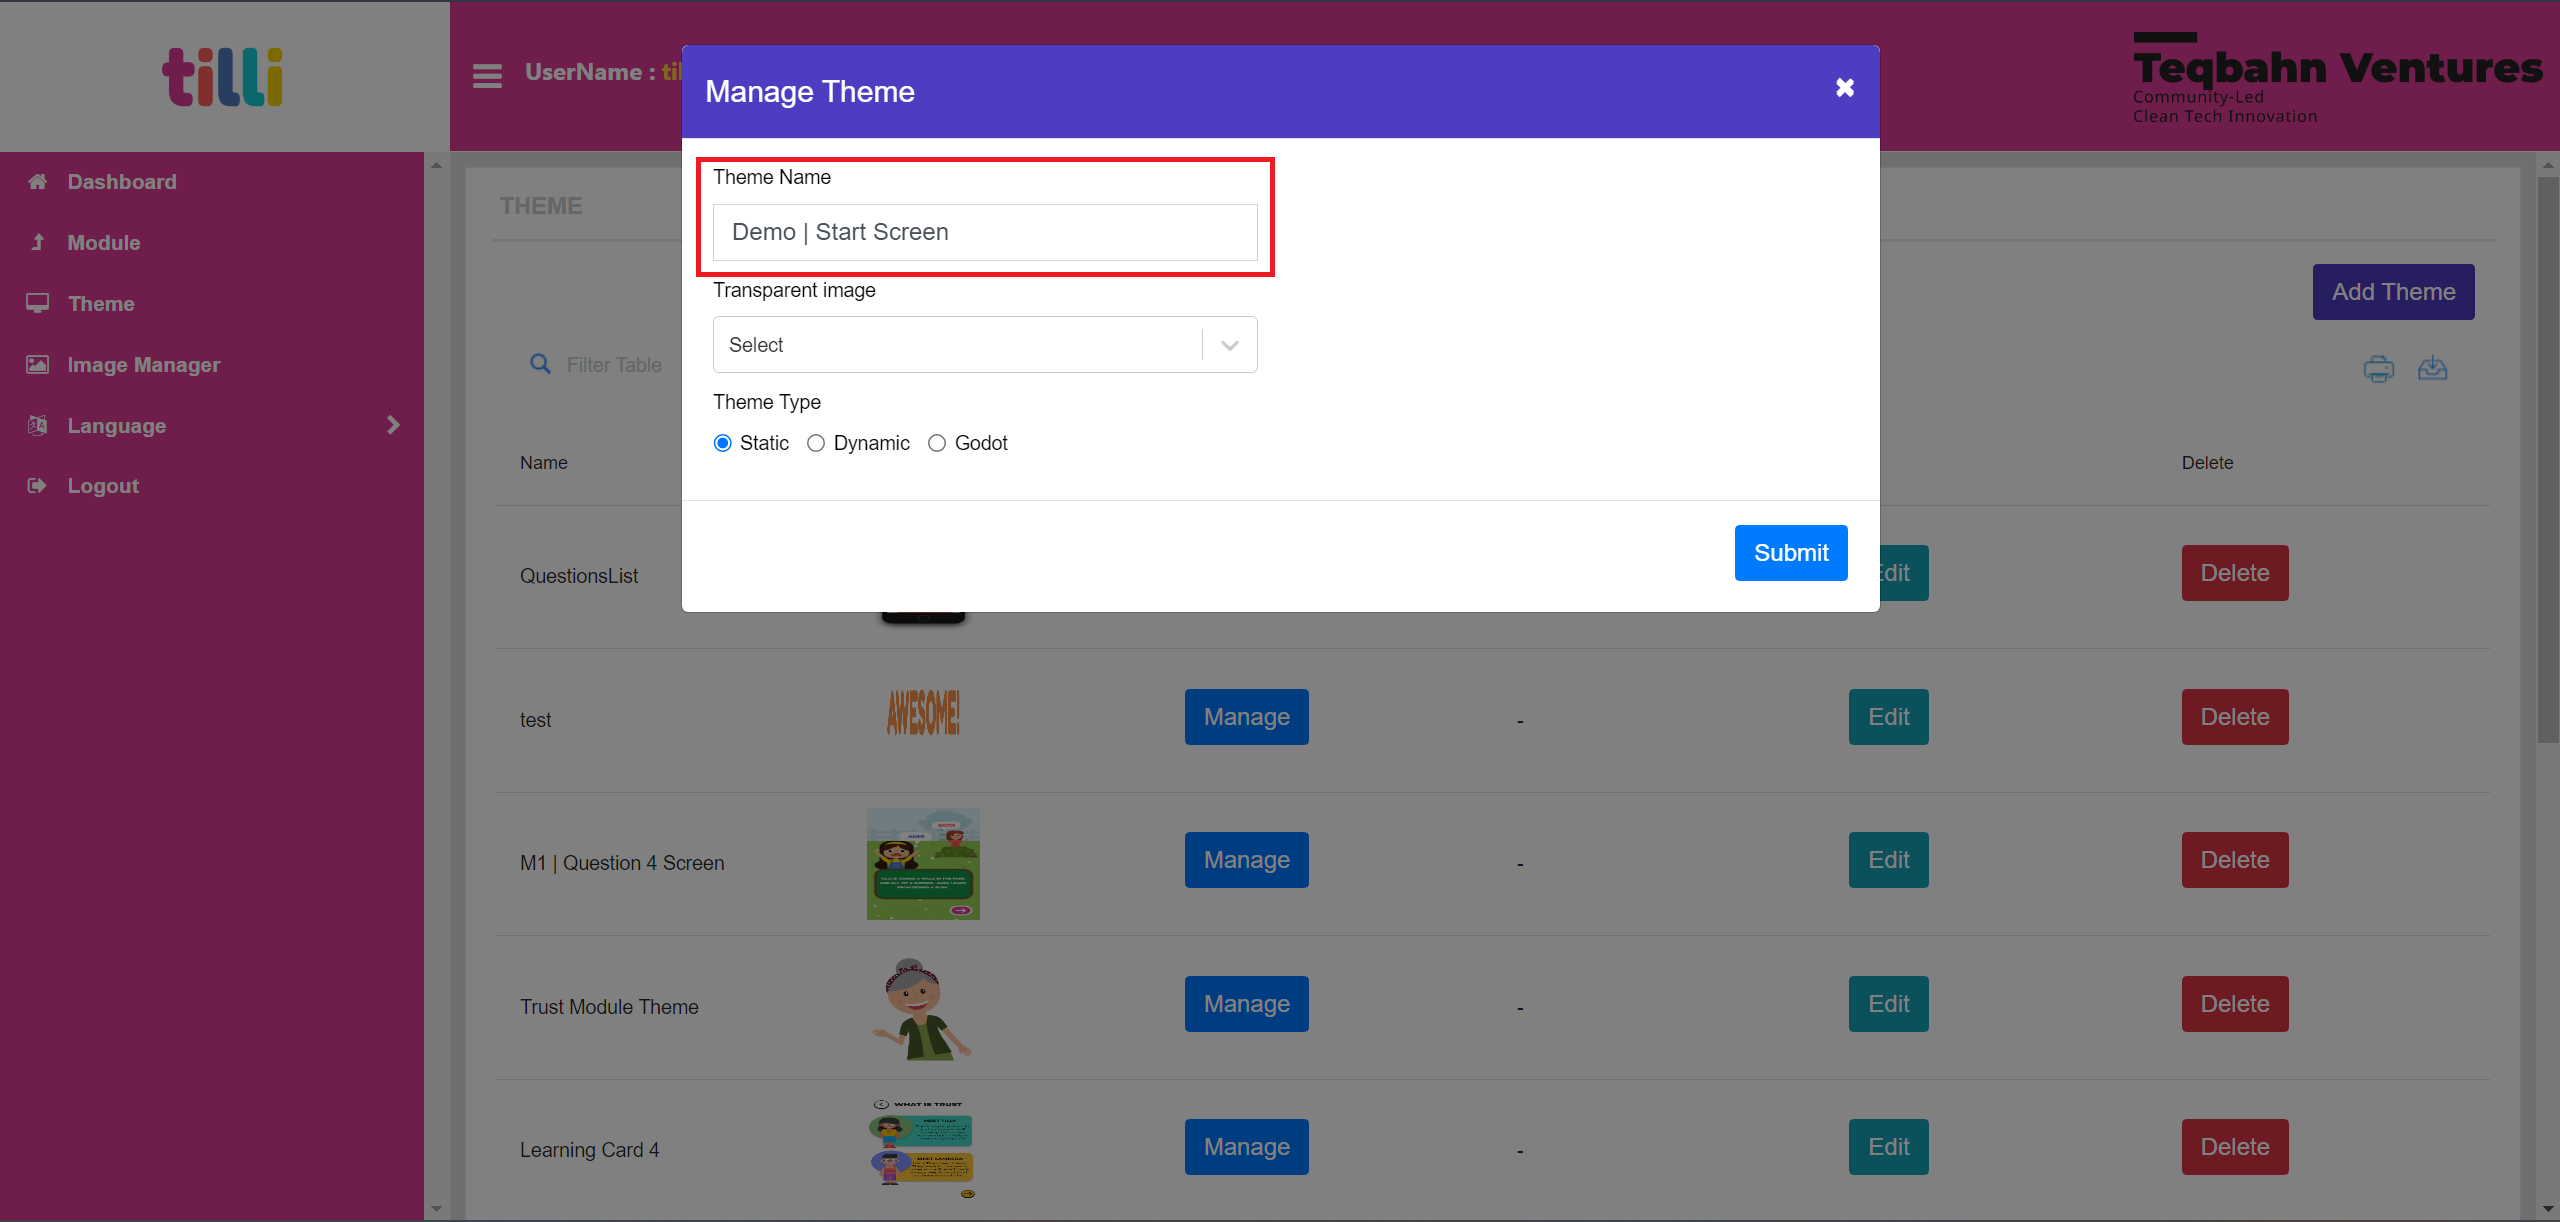 tilli
UserName : til
Teqbahn Ventures
Community-Led
Clean Tech Innovation
Manage Theme
Theme Name
Demo | Start Screen
Transparent image
Select
Theme Type
Static Dynamic Godot
Submit
Dashboard
Module
Theme
Image Manager
Language
Logout
THEME
Add Theme
Filter Table
Name Delete
QuestionsList Edit Delete
test AWESOME! Manage - Edit Delete
M1 | Question 4 Screen Manage - Edit Delete
Trust Module Theme Manage - Edit Delete
WHAT IS TRUST
Learning Card 4 Manage - Edit Delete